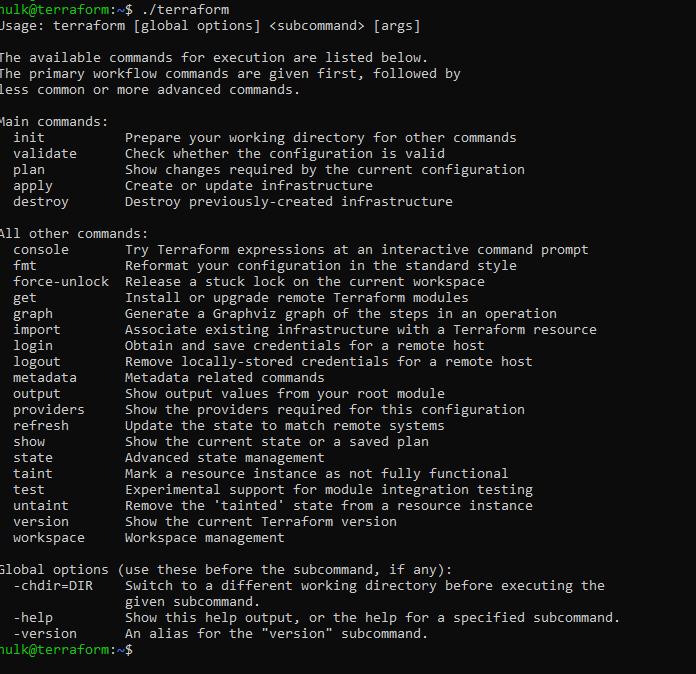 hulk@terraform:~$ ./terraform
Usage: terraform [global options] <subcommand> [args]

The available commands for execution are listed below.
The primary workflow commands are given first, followed by
less common or more advanced commands.

Main commands:
  init          Prepare your working directory for other commands
  validate      Check whether the configuration is valid
  plan          Show changes required by the current configuration
  apply         Create or update infrastructure
  destroy       Destroy previously-created infrastructure

All other commands:
  console       Try Terraform expressions at an interactive command prompt
  fmt           Reformat your configuration in the standard style
  force-unlock  Release a stuck lock on the current workspace
  get           Install or upgrade remote Terraform modules
  graph         Generate a Graphviz graph of the steps in an operation
  import        Associate existing infrastructure with a Terraform resource
  login         Obtain and save credentials for a remote host
  logout        Remove locally-stored credentials for a remote host
  metadata      Metadata related commands
  output        Show output values from your root module
  providers     Show the providers required for this configuration
  refresh       Update the state to match remote systems
  show          Show the current state or a saved plan
  state         Advanced state management
  taint         Mark a resource instance as not fully functional
  test          Experimental support for module integration testing
  untaint       Remove the 'tainted' state from a resource instance
  version       Show the current Terraform version
  workspace     Workspace management

Global options (use these before the subcommand, if any):
  -chdir=DIR    Switch to a different working directory before executing the
                given subcommand.
  -help         Show this help output, or the help for a specified subcommand.
  -version      An alias for the "version" subcommand.
hulk@terraform:~$